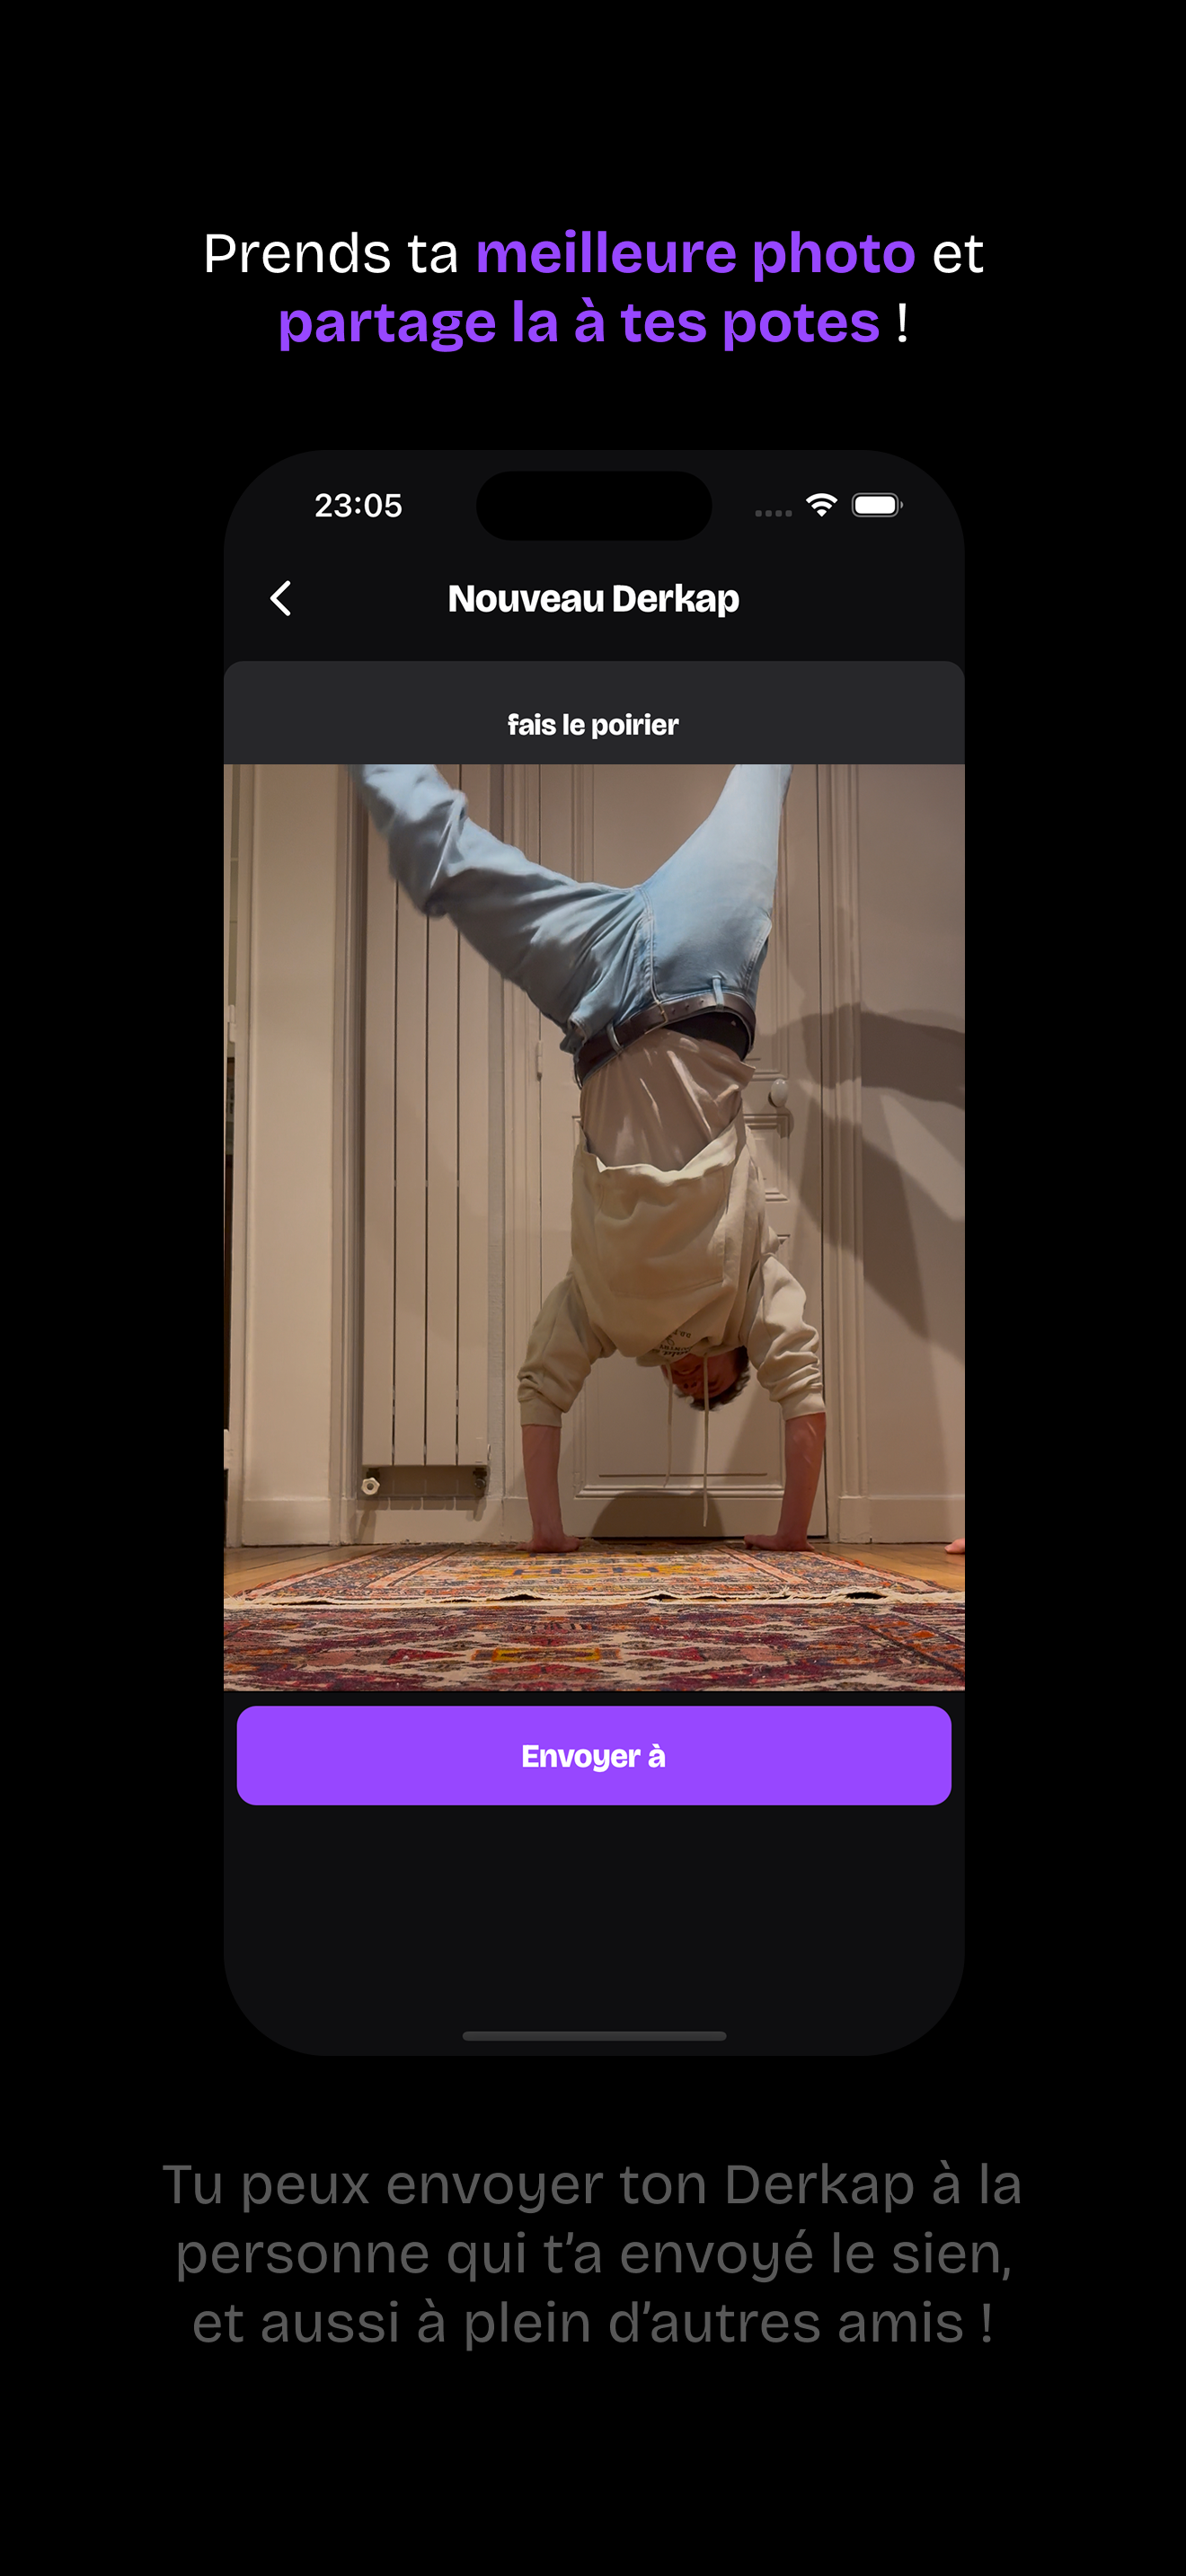 Prends ta meilleure photo et
partage la à tes potes !
23:05
Nouveau Derkap
fais le poirier
Envoyer à
Tu peux envoyer ton Derkap à la
personne qui t’a envoyé le sien,
et aussi à plein d’autres amis !